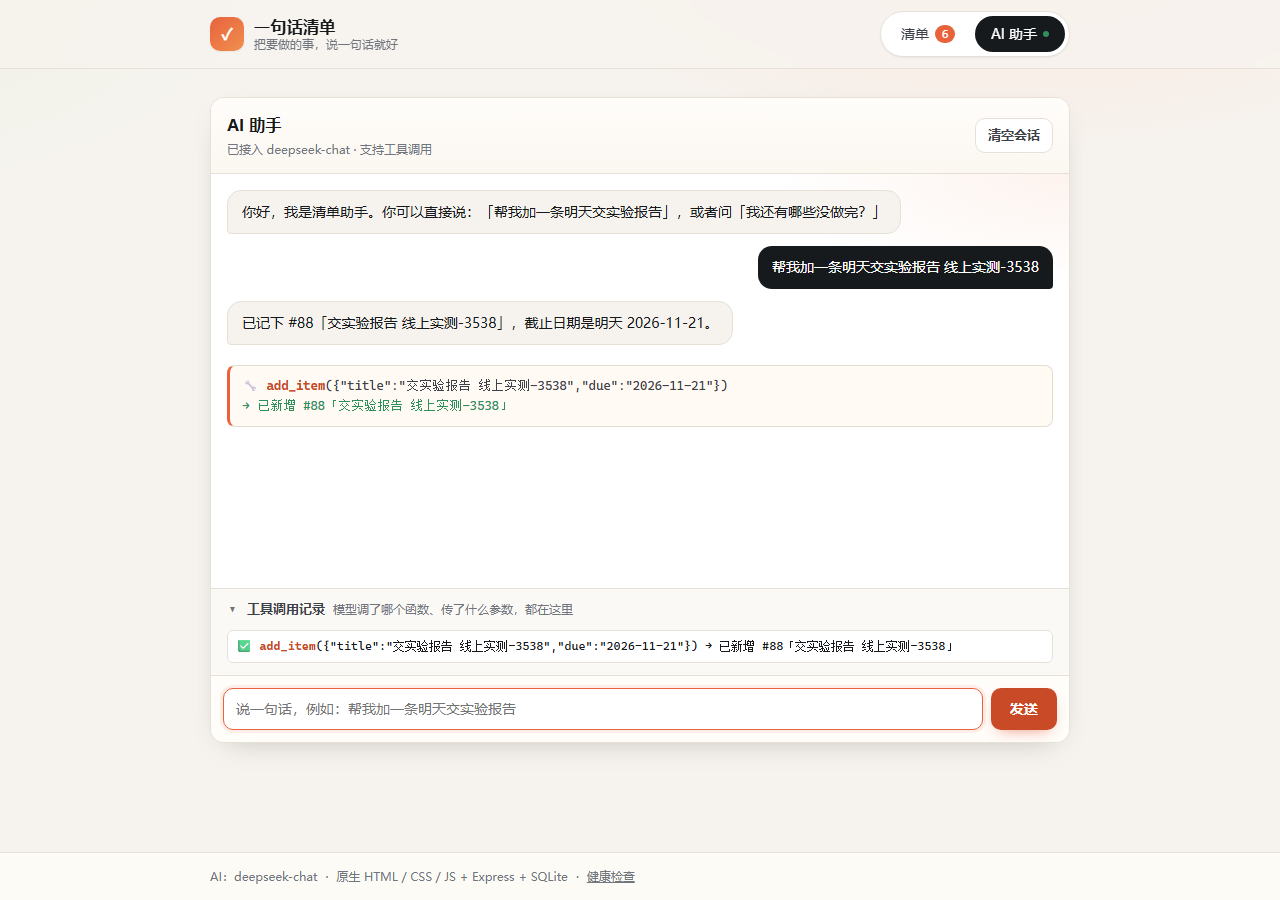 一句话清单
把要做的事，说一句话就好
清单 6
AI 助手
AI 助手
已接入 deepseek-chat · 支持工具调用
清空会话
你好，我是清单助手。你可以直接说：「帮我加一条明天交实验报告」，或者问「我还有哪些没做完？」
帮我加一条明天交实验报告 线上实测-3538
已记下 #88「交实验报告 线上实测-3538」，截止日期是明天 2026-11-21。
🔧 add_item({"title":"交实验报告 线上实测-3538","due":"2026-11-21"})
→ 已新增 #88「交实验报告 线上实测-3538」
▼ 工具调用记录 模型调了哪个函数、传了什么参数，都在这里
✅ add_item({"title":"交实验报告 线上实测-3538","due":"2026-11-21"}) → 已新增 #88「交实验报告 线上实测-3538」
说一句话，例如：帮我加一条明天交实验报告
发送
AI：deepseek-chat · 原生 HTML / CSS / JS + Express + SQLite · 健康检查